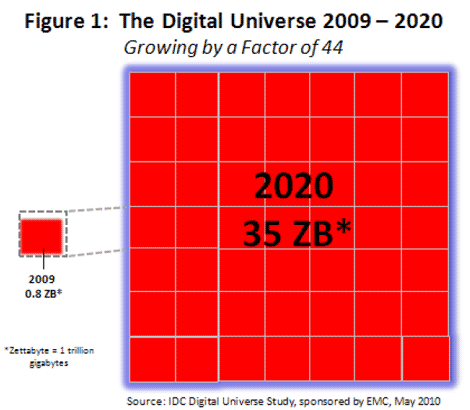 Figure 1:  The Digital Universe 2009 – 2020
Growing by a Factor of 44
2020
35 ZB*
2009
0.8 ZB*
*Zettabyte = 1 trillion
gigabytes
Source: IDC Digital Universe Study, sponsored by EMC, May 2010